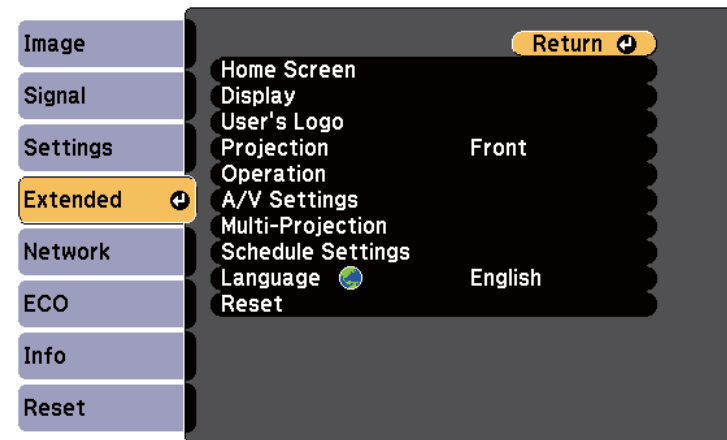 Image
Signal
Settings
Extended
Network
ECO
Info
Reset
Return
Home Screen
Display
User's Logo
Projection Front
Operation
A/V Settings
Multi-Projection
Schedule Settings
Language English
Reset